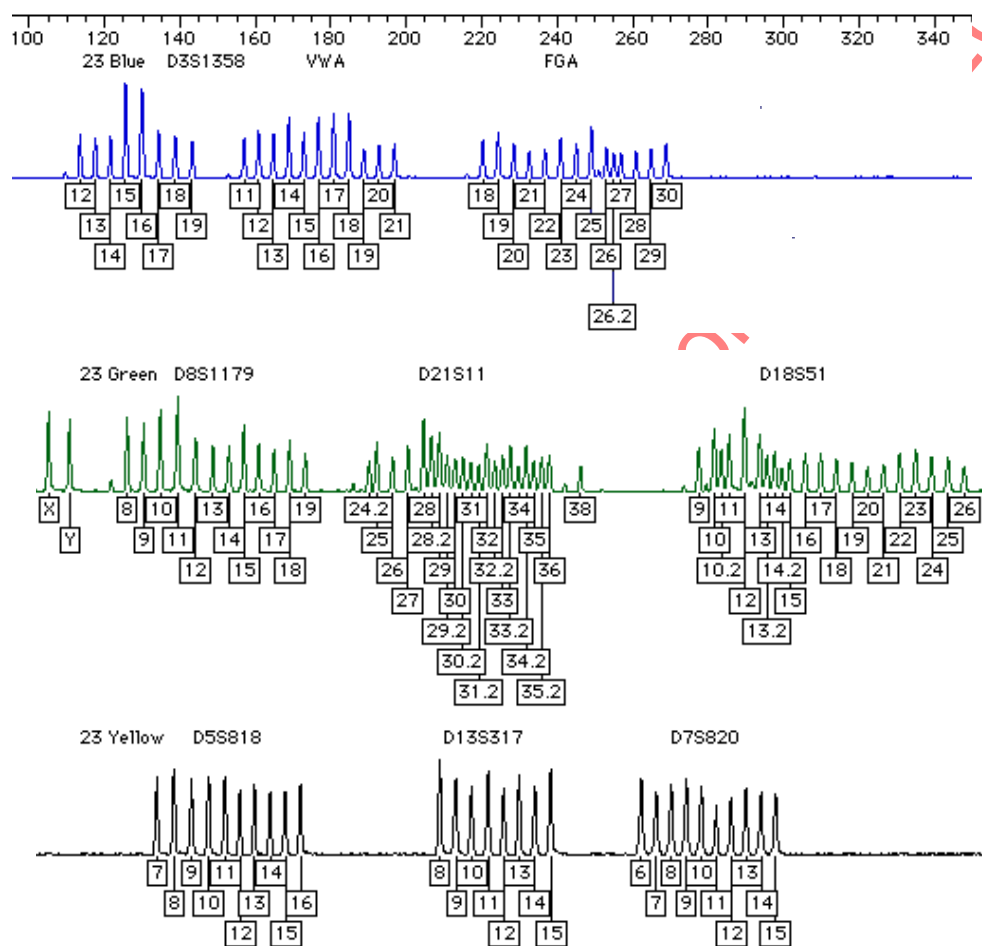 100 120 140 160 180 200 220 240 260 280 300 320 340
23 Blue D3S1358 VWA FGA
12 15 18 11 14 17 20 18 21 24 27 30
13 16 19 12 15 18 21 19 22 25 28
14 17 13 16 19 20 23 26 29
26.2
23 Green D8S1179 D21S11 D18S51
X 8 10 13 16 19 24.2 28 31 34 38 9 11 14 17 20 23 26
Y 9 11 14 17 25 28.2 32 35 10 13 16 19 22 25
12 15 18 26 29 32.2 36 10.2 14.2 18 21 24
27 30 33 12 15
29.2 33.2 13.2
30.2 34.2
31.2 35.2
23 Yellow D5S818 D13S317 D7S820
7 9 11 14 8 10 13 6 8 10 13
8 10 13 16 9 11 14 7 9 11 14
12 15 12 15 12 15